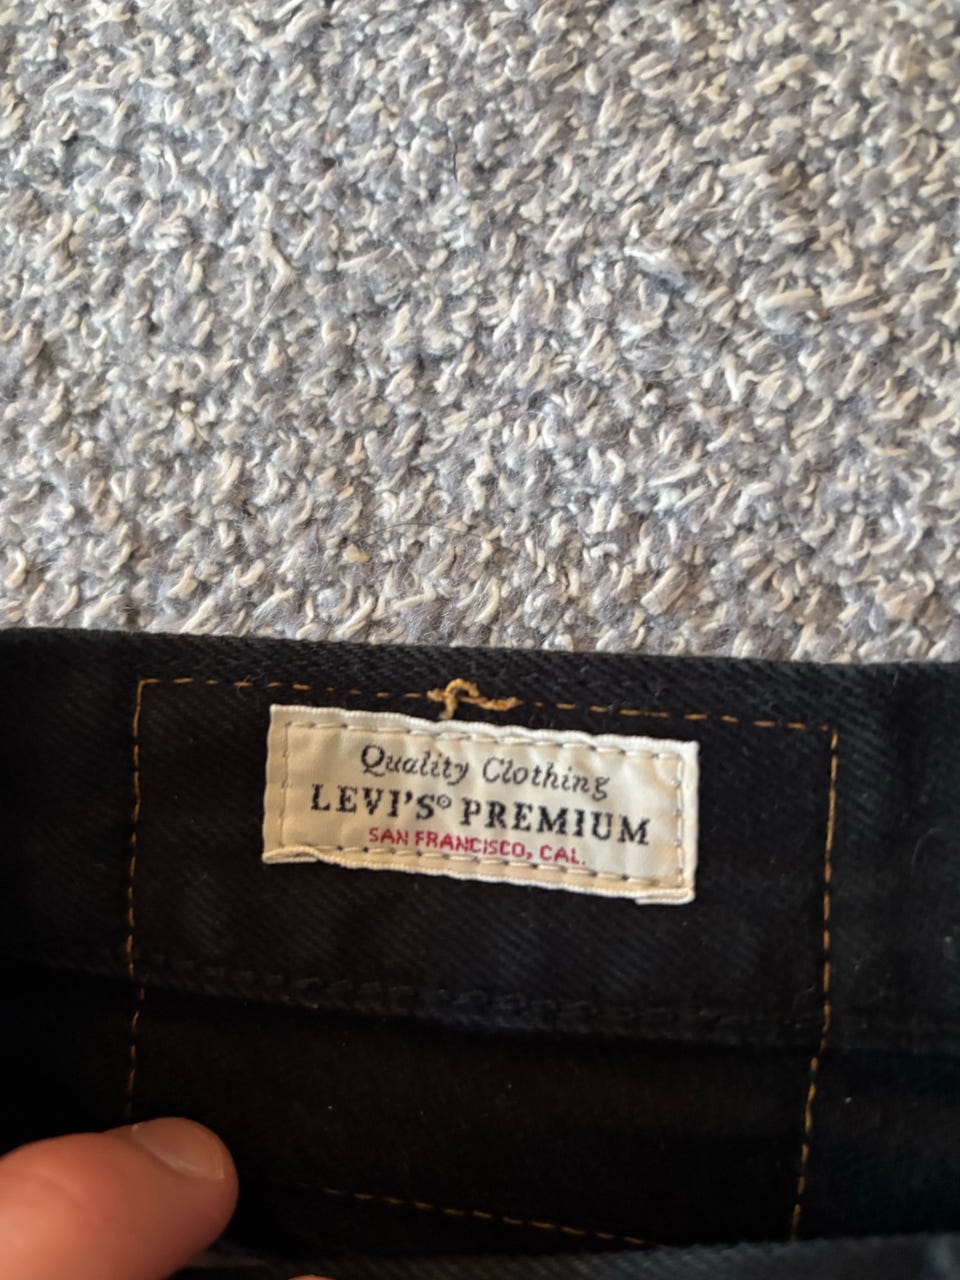 Quality Clothing
LEVI'S® PREMIUM
SAN FRANCISCO, CAL.